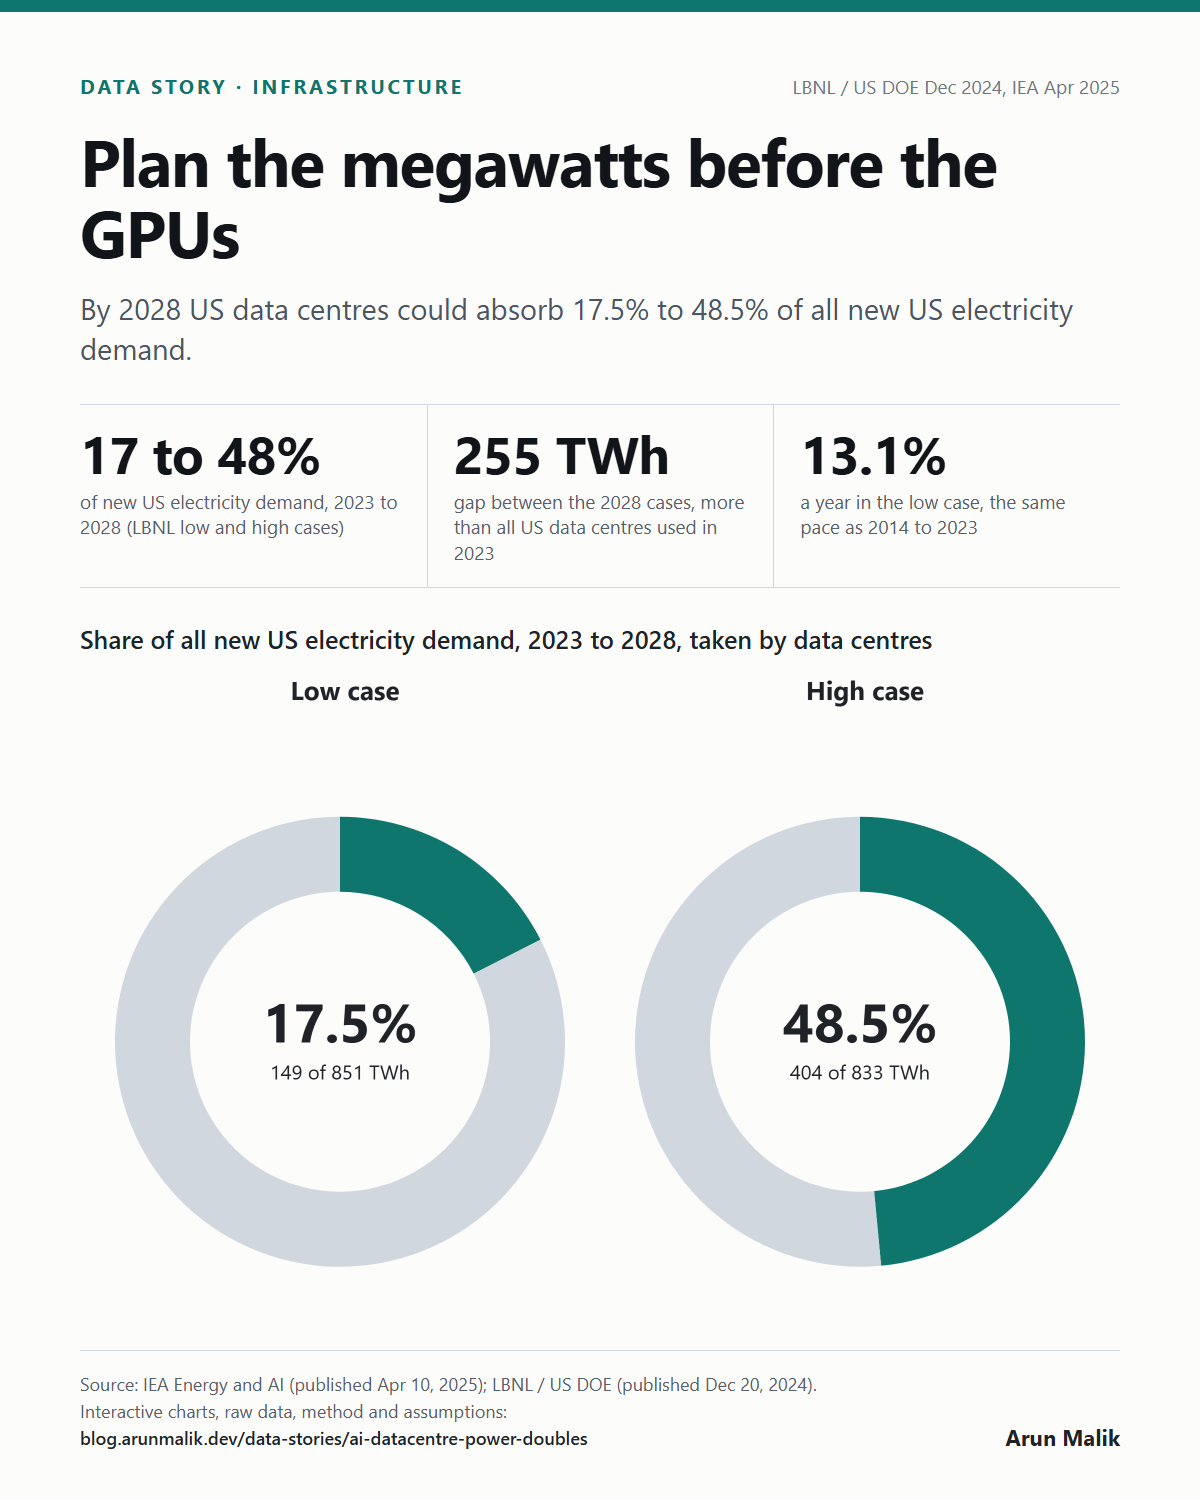 DATA STORY · INFRASTRUCTURE
LBNL / US DOE Dec 2024, IEA Apr 2025
Plan the megawatts before the
GPUs
By 2028 US data centres could absorb 17.5% to 48.5% of all new US electricity
demand.
17 to 48%
of new US electricity demand, 2023 to
2028 (LBNL low and high cases)
255 TWh
gap between the 2028 cases, more
than all US data centres used in
2023
13.1%
a year in the low case, the same
pace as 2014 to 2023
Share of all new US electricity demand, 2023 to 2028, taken by data centres
Low case
High case
17.5%
149 of 851 TWh
48.5%
404 of 833 TWh
Source: IEA Energy and AI (published Apr 10, 2025); LBNL / US DOE (published Dec 20, 2024).
Interactive charts, raw data, method and assumptions:
blog.arunmalik.dev/data-stories/ai-datacentre-power-doubles
Arun Malik